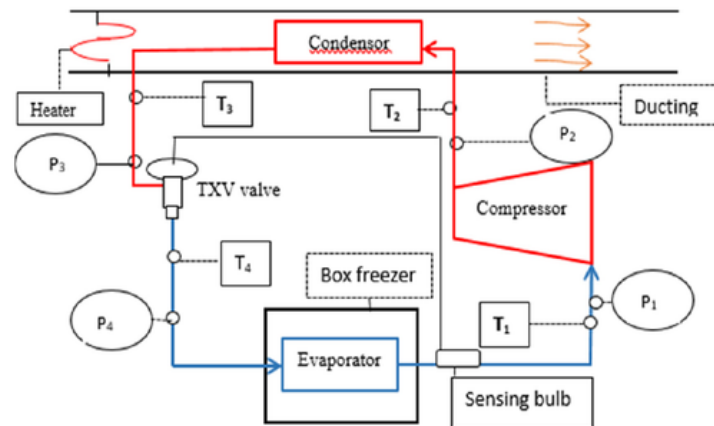 Condensor
Heater
T3
T2
Ducting
P3
P2
TXV valve
Compressor
T4
Box freezer
P4
P1
T1
Evaporator
Sensing bulb